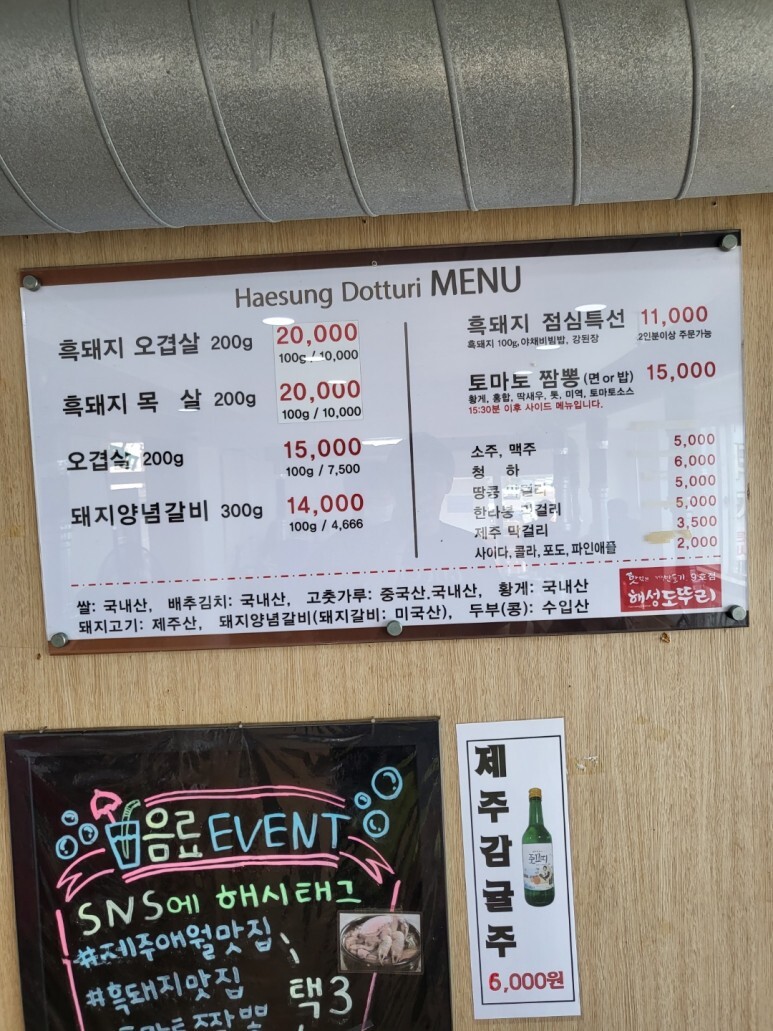 Haesung Dotturi MENU
흑돼지 오겹살 200g 20,000
100g / 10,000
흑돼지 목 살 200g 20,000
100g / 10,000
오겹살 200g 15,000
100g / 7,500
돼지양념갈비 300g 14,000
100g / 4,666
흑돼지 점심특선 11,000
흑돼지 100g, 야채비빔밥, 강된장 2인분이상 주문가능
토마토 짬뽕 (면 or 밥) 15,000
황게, 홍합, 딱새우, 톳, 미역, 토마토소스
15:30분 이후 사이드 메뉴입니다.
소주, 맥주 5,000
청 하 6,000
땅콩 막걸리 5,000
한라봉 막걸리 5,000
제주 막걸리 3,500
사이다, 콜라, 포도, 파인애플 2,000
쌀: 국내산, 배추김치: 국내산, 고춧가루: 중국산.국내산, 황게: 국내산
돼지고기: 제주산, 돼지양념갈비(돼지갈비: 미국산), 두부(콩): 수입산
해성도뚜리
음료 EVENT
SNS에 해시태그
#제주애월맛집
#흑돼지맛집
택3
제주감귤주
6,000원